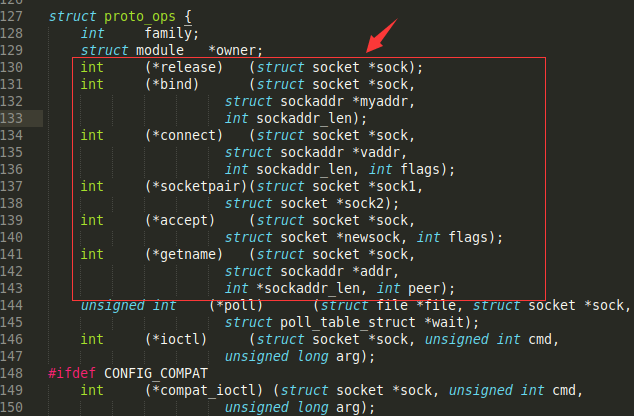 127 struct proto_ops {
128 int family;
129 struct module *owner;
130 int (*release) (struct socket *sock);
131 int (*bind) (struct socket *sock,
132 struct sockaddr *myaddr,
133 int sockaddr_len);
134 int (*connect) (struct socket *sock,
135 struct sockaddr *vaddr,
136 int sockaddr_len, int flags);
137 int (*socketpair)(struct socket *sock1,
138 struct socket *sock2);
139 int (*accept) (struct socket *sock,
140 struct socket *newsock, int flags);
141 int (*getname) (struct socket *sock,
142 struct sockaddr *addr,
143 int *sockaddr_len, int peer);
144 unsigned int (*poll) (struct file *file, struct socket *sock,
145 struct poll_table_struct *wait);
146 int (*ioctl) (struct socket *sock, unsigned int cmd,
147 unsigned long arg);
148 #ifdef CONFIG_COMPAT
149 int (*compat_ioctl) (struct socket *sock, unsigned int cmd,
150 unsigned long arg);